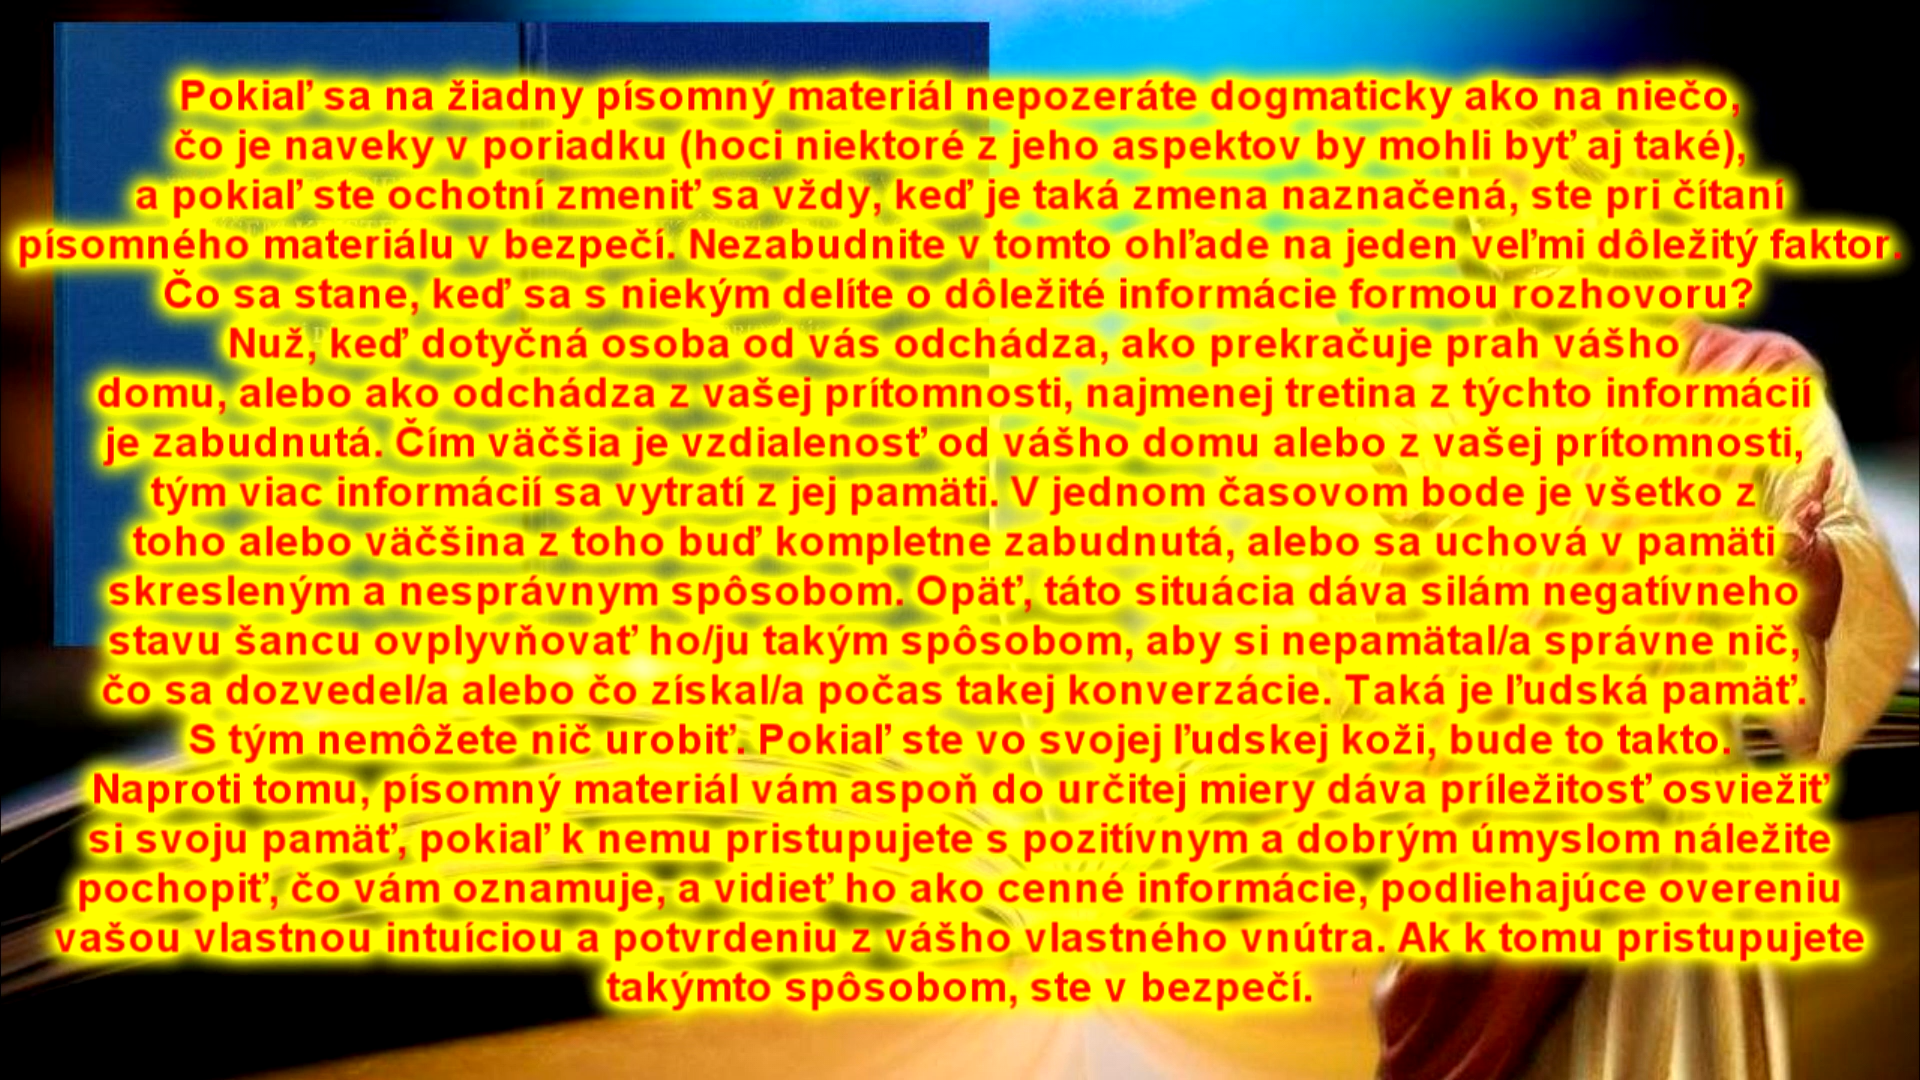 Pokiaľ sa na žiadny písomný materiál nepozeráte dogmaticky ako na niečo,
čo je naveky v poriadku (hoci niektoré z jeho aspektov by mohli byť aj také),
a pokiaľ ste ochotní zmeniť sa vždy, keď je taká zmena naznačená, ste pri čítaní
písomného materiálu v bezpečí. Nezabudnite v tomto ohľade na jeden veľmi dôležitý faktor.
Čo sa stane, keď sa s niekým delíte o dôležité informácie formou rozhovoru?
Nuž, keď dotyčná osoba od vás odchádza, ako prekračuje prah vášho
domu, alebo ako odchádza z vašej prítomnosti, najmenej tretina z týchto informácií
je zabudnutá. Čím väčšia je vzdialenosť od vášho domu alebo z vašej prítomnosti,
tým viac informácií sa vytratí z jej pamäti. V jednom časovom bode je všetko z
toho alebo väčšina z toho buď kompletne zabudnutá, alebo sa uchová v pamäti
skresleným a nesprávnym spôsobom. Opäť, táto situácia dáva silám negatívneho
stavu šancu ovplyvňovať ho/ju takým spôsobom, aby si nepamätal/a správne nič,
čo sa dozvedel/a alebo čo získal/a počas takej konverzácie. Taká je ľudská pamäť.
S tým nemôžete nič urobiť. Pokiaľ ste vo svojej ľudskej koži, bude to takto.
Naproti tomu, písomný materiál vám aspoň do určitej miery dáva príležitosť osviežiť
si svoju pamäť, pokiaľ k nemu pristupujete s pozitívnym a dobrým úmyslom náležite
pochopiť, čo vám oznamuje, a vidieť ho ako cenné informácie, podliehajúce overeniu
vašou vlastnou intuíciou a potvrdeniu z vášho vlastného vnútra. Ak k tomu pristupujete
takýmto spôsobom, ste v bezpečí.